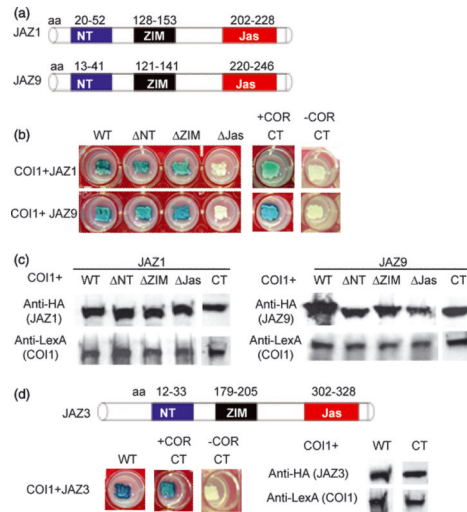 (a)
aa 20-52 128-153 202-228
JAZ1 NT ZIM Jas
aa 13-41 121-141 220-246
JAZ9 NT ZIM Jas
(b)
+COR -COR
WT ΔNT ΔZIM ΔJas CT CT
COI1+JAZ1
COI1+ JAZ9
(c)
JAZ1 JAZ9
COI1+ WT ΔNT ΔZIM ΔJas CT COI1+ WT ΔNT ΔZIM ΔJas CT
Anti-HA Anti-HA
(JAZ1) (JAZ9)
Anti-LexA Anti-LexA
(COI1) (COI1)
(d)
aa 12-33 179-205 302-328
JAZ3 NT ZIM Jas
+COR -COR COI1+ WT CT
WT CT CT
Anti-HA (JAZ3)
COI1+JAZ3
Anti-LexA (COI1)